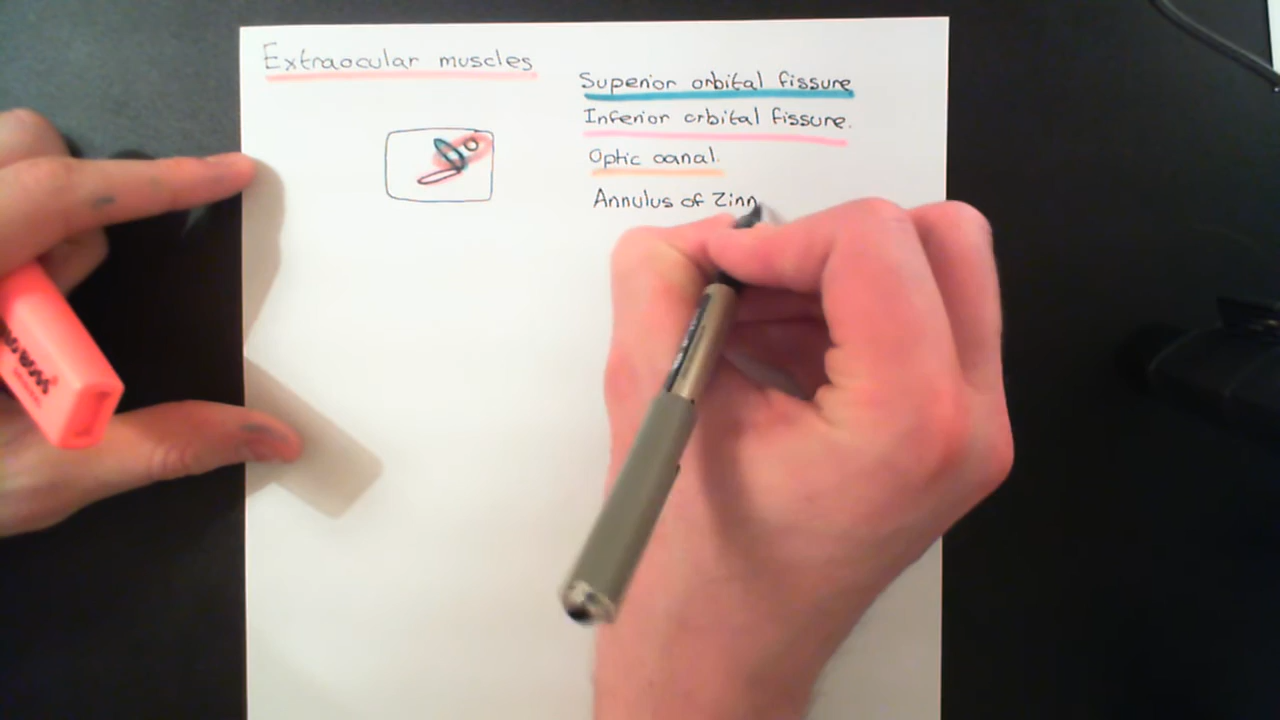 Extraocular muscles
Superior orbital fissure
Inferior orbital fissure.
Optic canal.
Annulus of Zinn